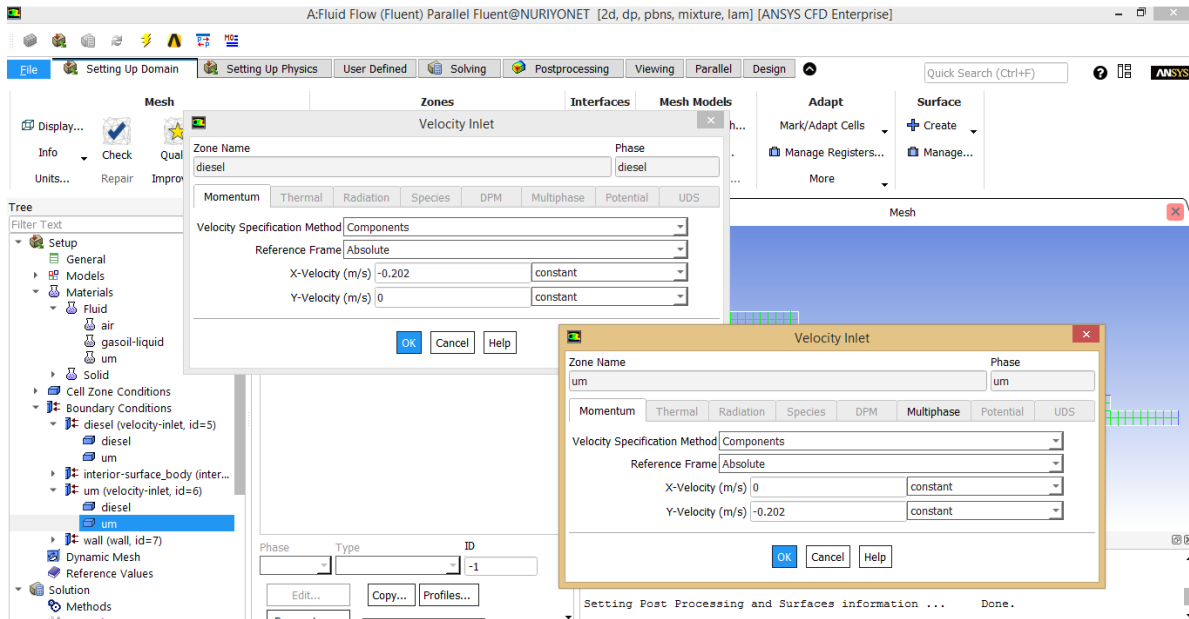 A:Fluid Flow (Fluent) Parallel Fluent@NURIYONET [2d, dp, pbns, mixture, lam] [ANSYS CFD Enterprise]
File Setting Up Domain Setting Up Physics User Defined Solving Postprocessing Viewing Parallel Design
Quick Search (Ctrl+F)
ANSYS
Mesh Zones Interfaces Mesh Models Adapt Surface
Display...
Info
Units...
Check
Repair
Mark/Adapt Cells
Manage Registers...
More
Create
Manage...
Velocity Inlet
Zone Name Phase
diesel diesel
Momentum Thermal Radiation Species DPM Multiphase Potential UDS
Velocity Specification Method Components
Reference Frame Absolute
X-Velocity (m/s) -0.202 constant
Y-Velocity (m/s) 0 constant
OK Cancel Help
Tree
Filter Text
Setup
General
Models
Materials
Fluid
air
gasoil-liquid
um
Solid
Cell Zone Conditions
Boundary Conditions
diesel (velocity-inlet, id=5)
diesel
um
interior-surface_body (inter...
um (velocity-inlet, id=6)
diesel
um
wall (wall, id=7)
Dynamic Mesh
Reference Values
Solution
Methods
Mesh
Velocity Inlet
Zone Name Phase
um um
Momentum Thermal Radiation Species DPM Multiphase Potential UDS
Velocity Specification Method Components
Reference Frame Absolute
X-Velocity (m/s) 0 constant
Y-Velocity (m/s) -0.202 constant
OK Cancel Help
Phase Type ID
-1
Edit... Copy... Profiles...
Setting Post Processing and Surfaces information ... Done.